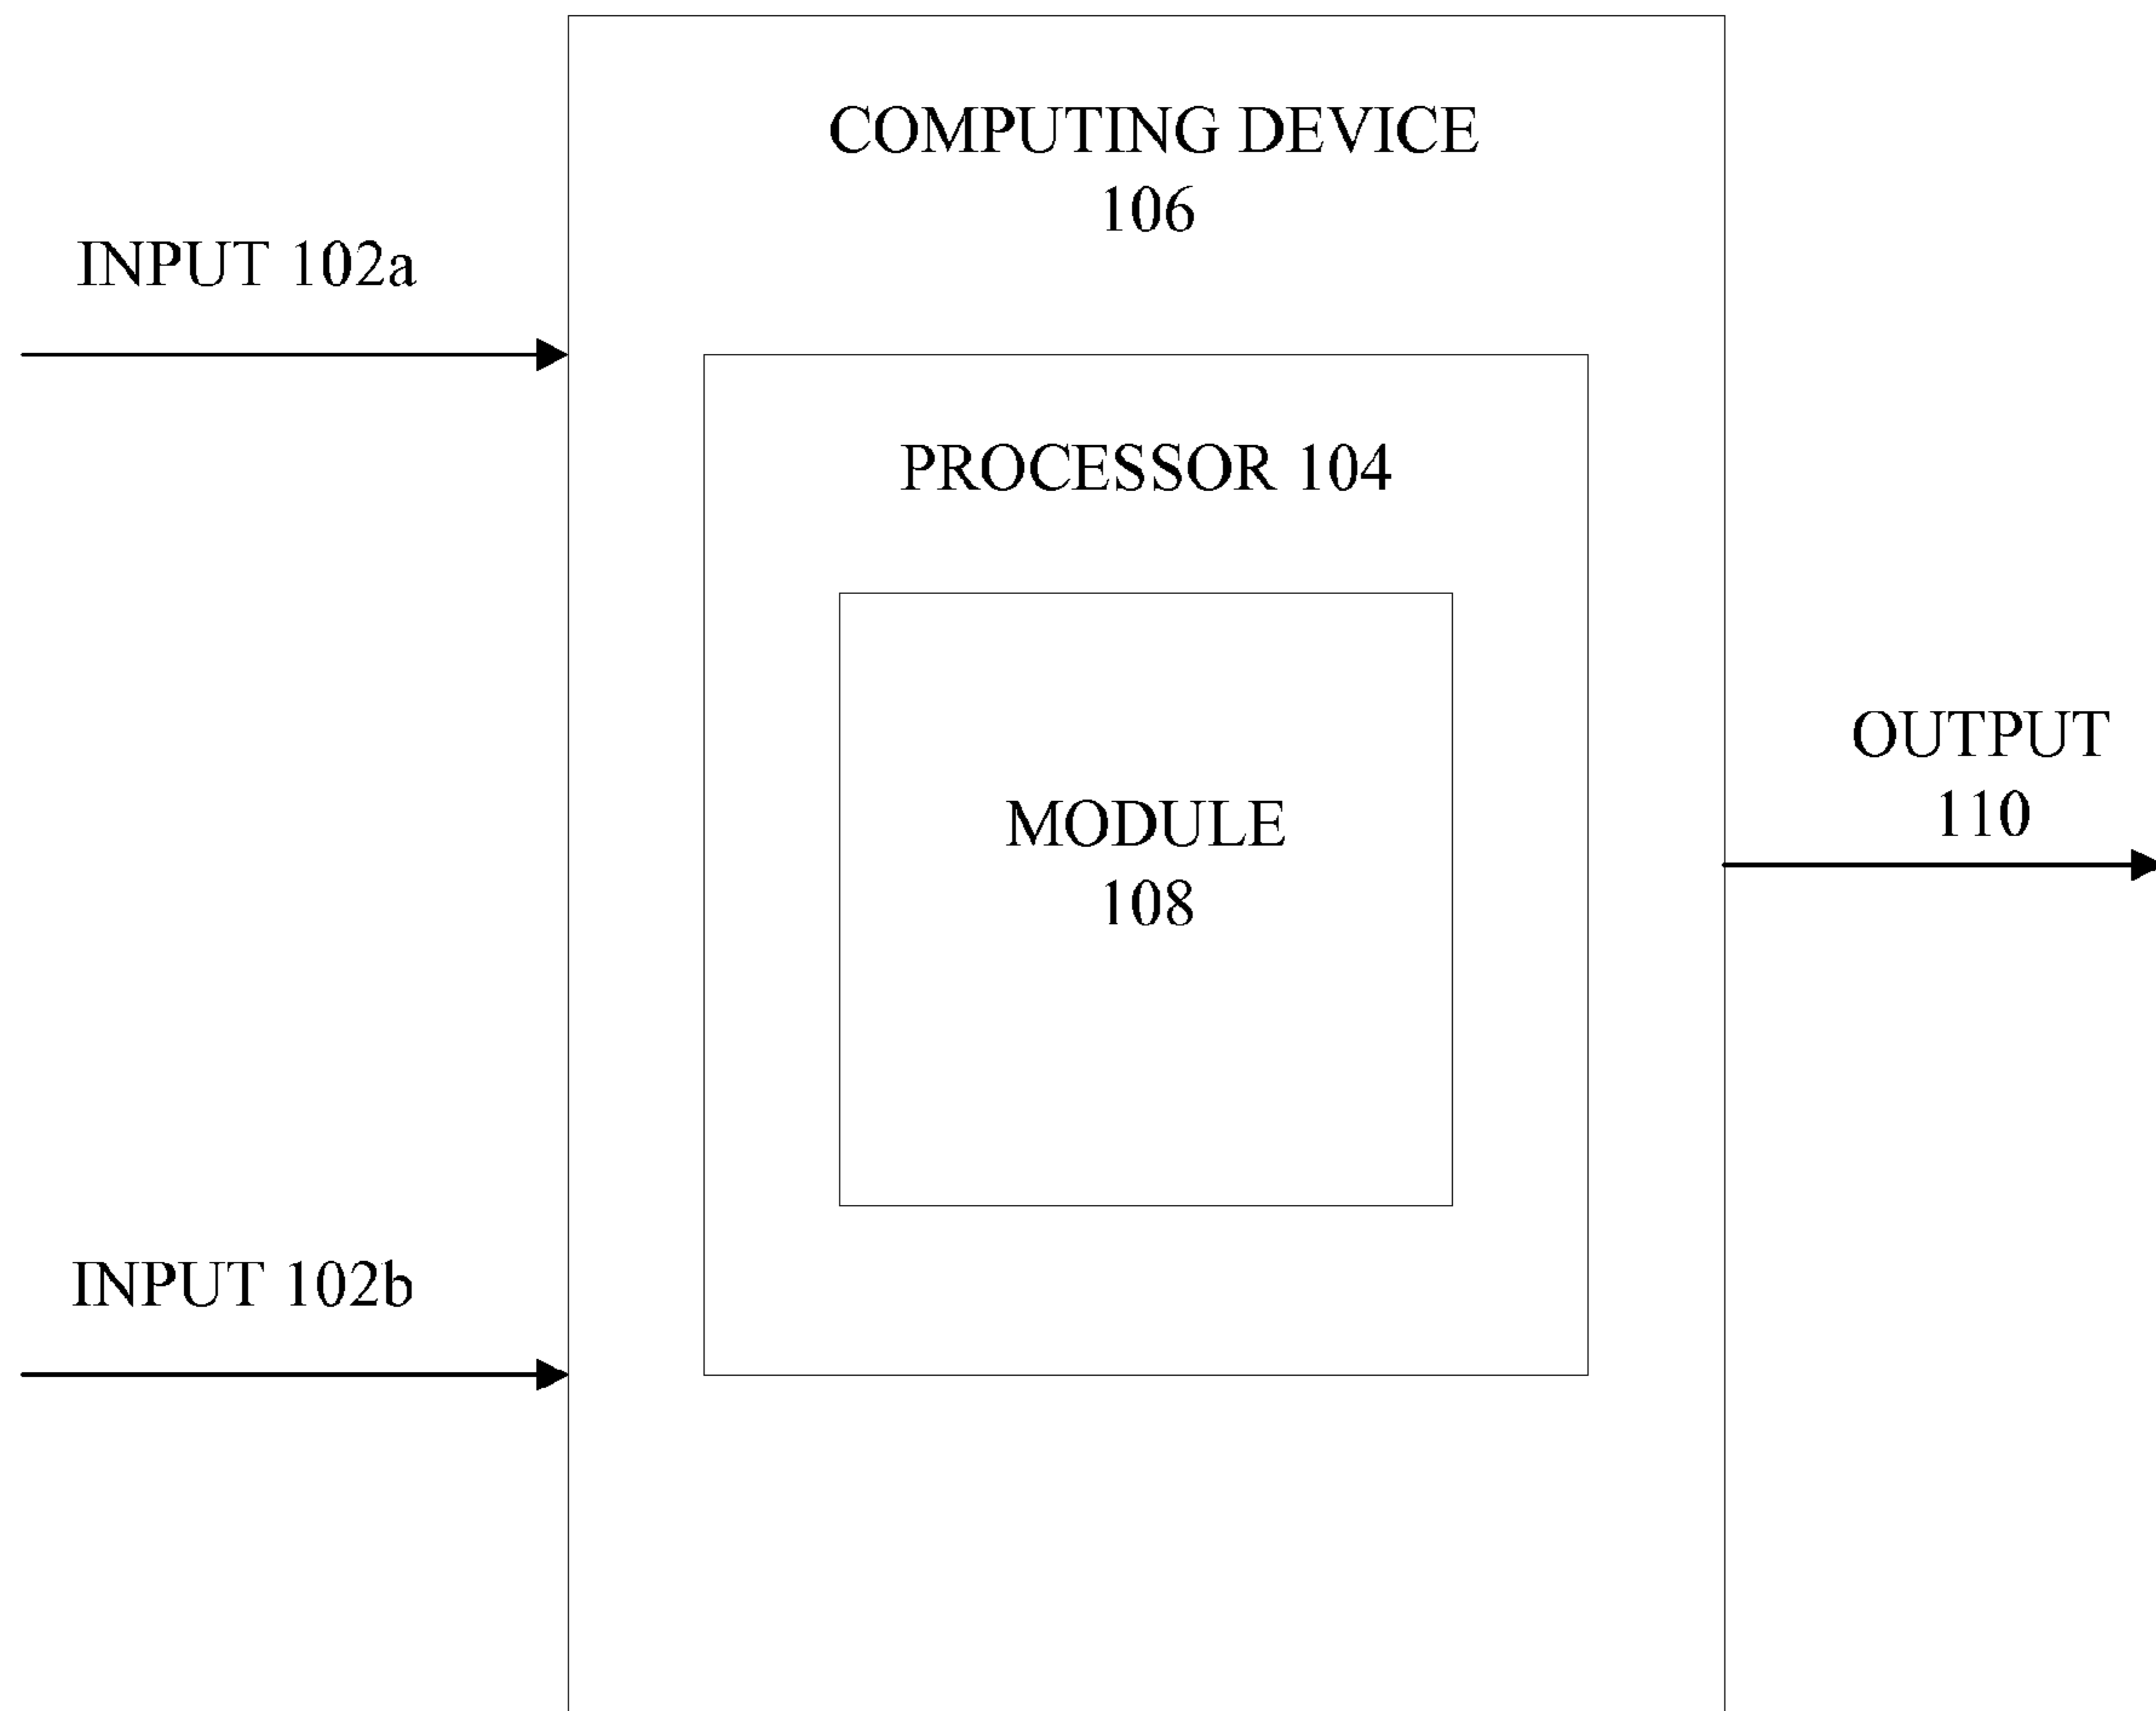 COMPUTING DEVICE
106
INPUT 102a
PROCESSOR 104
MODULE
108
OUTPUT
110
INPUT 102b